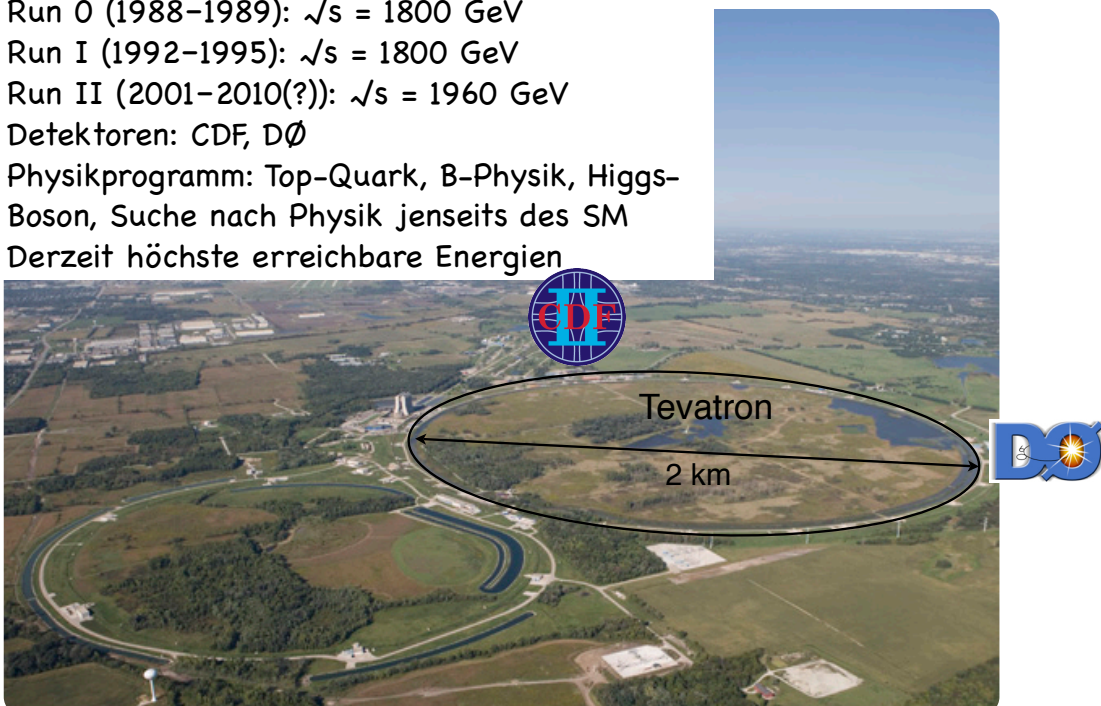 Run 0 (1988-1989): √s = 1800 GeV
Run I (1992-1995): √s = 1800 GeV
Run II (2001-2010(?)): √s = 1960 GeV
Detektoren: CDF, DØ
Physikprogramm: Top-Quark, B-Physik, Higgs-
Boson, Suche nach Physik jenseits des SM
Derzeit höchste erreichbare Energien
II
CDF
Tevatron
2 km
DØ